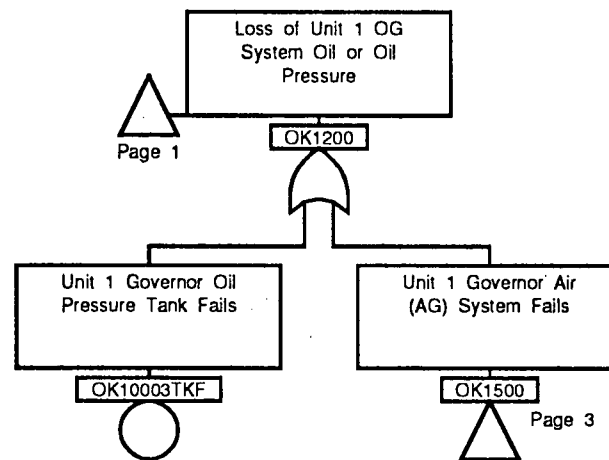 Loss of Unit 1 OG
System Oil or Oil
Pressure
Page 1
OK1200
Unit 1 Governor Oil
Pressure Tank Fails
Unit 1 Governor Air
(AG) System Fails
OK10003TKF
OK1500
Page 3